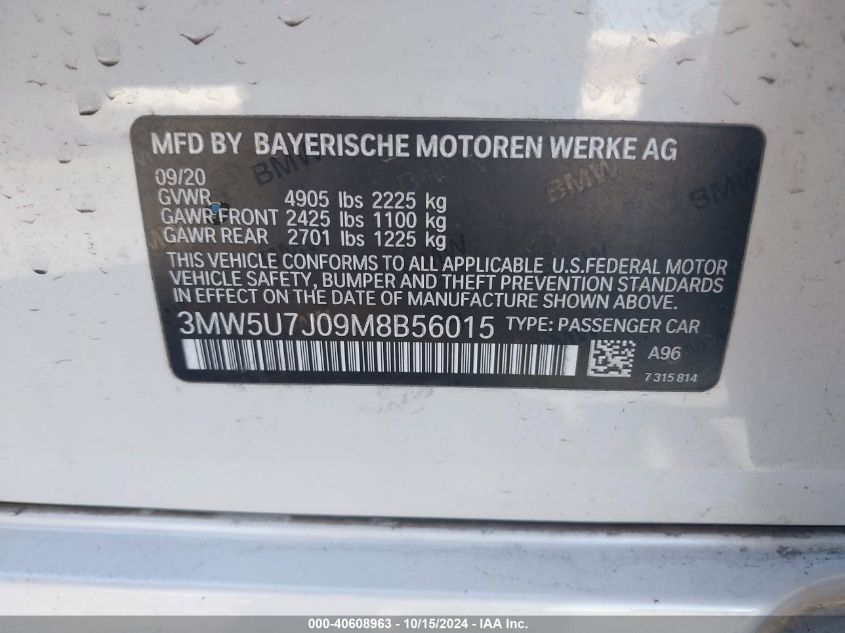 MFD BY BAYERISCHE MOTOREN WERKE AG
09/20
GVWR 4905 lbs 2225 kg
GAWR FRONT 2425 lbs 1100 kg
GAWR REAR 2701 lbs 1225 kg
THIS VEHICLE CONFORMS TO ALL APPLICABLE U.S.FEDERAL MOTOR
VEHICLE SAFETY, BUMPER AND THEFT PREVENTION STANDARDS
IN EFFECT ON THE DATE OF MANUFACTURE SHOWN ABOVE.
3MW5U7J09M8B56015 TYPE: PASSENGER CAR
A96
7 315 814
000-40608963 - 10/15/2024 - IAA Inc.